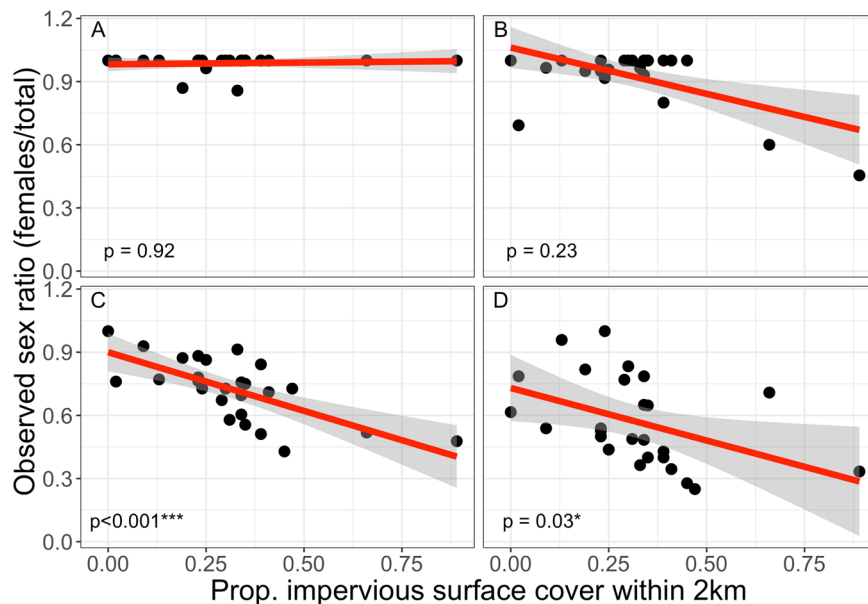 Observed sex ratio (females/total)
A
B
1.2
0.9
0.6
0.3
0.0
p = 0.92
p = 0.23
C
D
1.2
0.9
0.6
0.3
0.0
p<0.001***
p = 0.03*
0.00 0.25 0.50 0.75 0.00 0.25 0.50 0.75
Prop. impervious surface cover within 2km